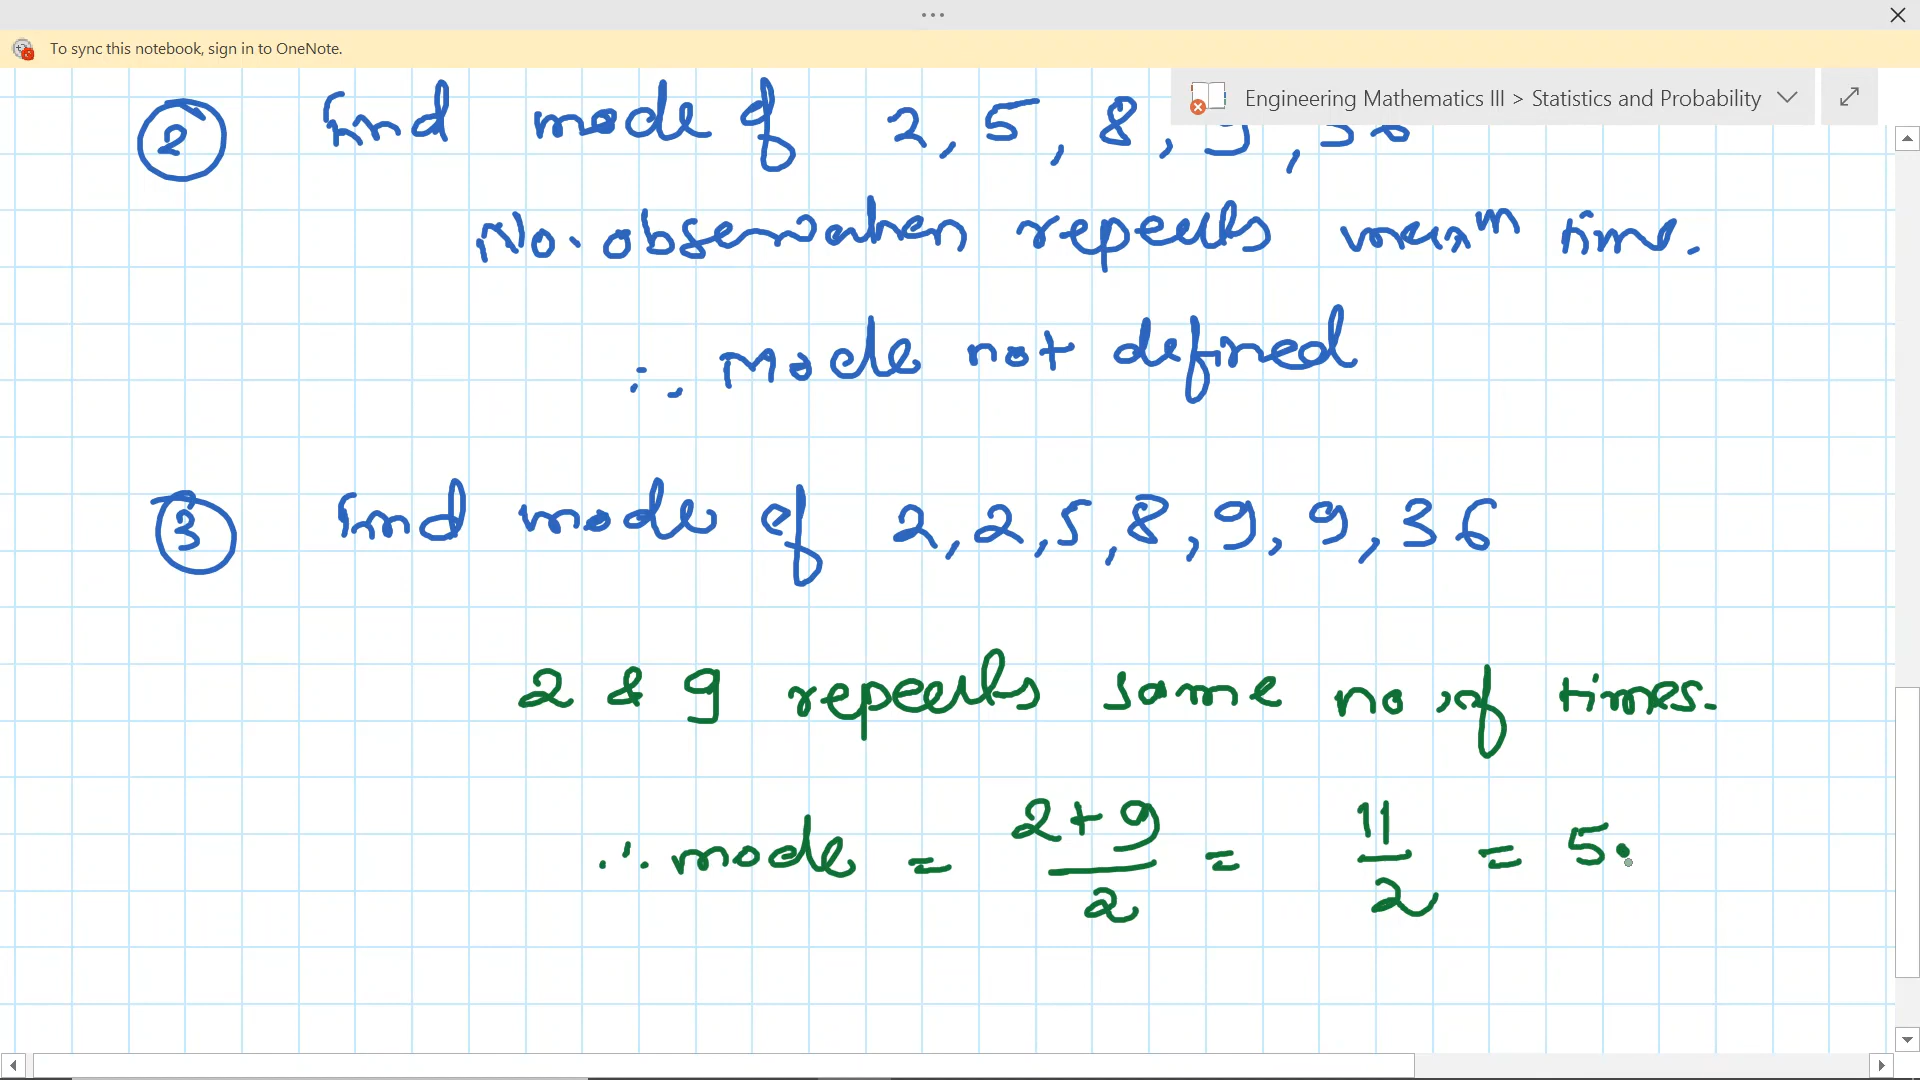 To sync this notebook, sign in to OneNote.
Engineering Mathematics III > Statistics and Probability
② find mode of 2, 5, 8, 9, 36
No. observation repeats maxᵐ time.
∴ Mode not defined
③ find mode of 2, 2, 5, 8, 9, 9, 36
2 & 9 repeats same no. of times.
∴ mode = (2+9)/2 = 11/2 = 5.